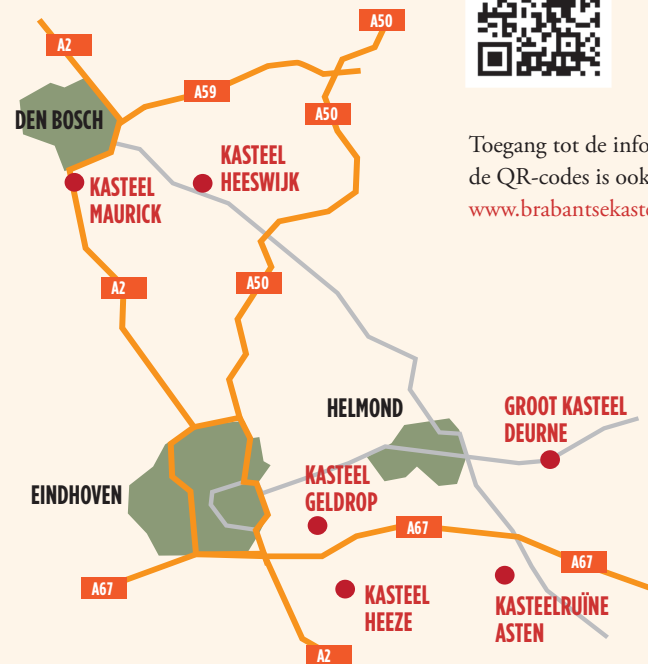 A50
A2
A59
A50
DEN BOSCH
KASTEEL
HEESWIJK
KASTEEL
MAURICK
Toegang tot de info
de QR-codes is ook
www.brabantsekaste
A2
A50
HELMOND
GROOT KASTEEL
DEURNE
KASTEEL
GELDROP
EINDHOVEN
A67
A67
A67
KASTEEL
HEEZE
KASTEELRUÏNE
ASTEN
A2